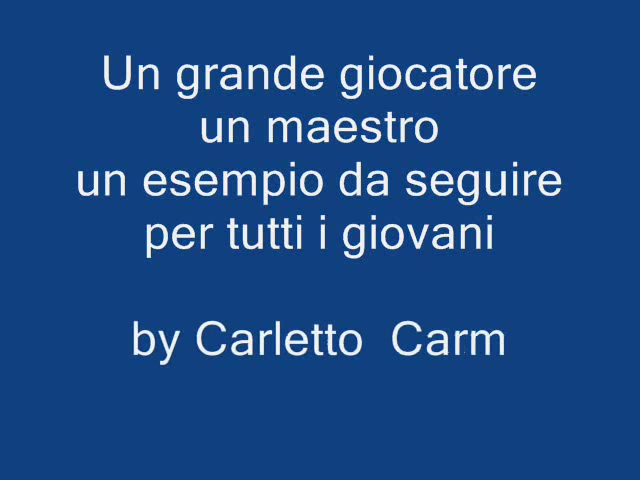 Un grande giocatore
un maestro
un esempio da seguire
per tutti i giovani
by Carletto  Carm